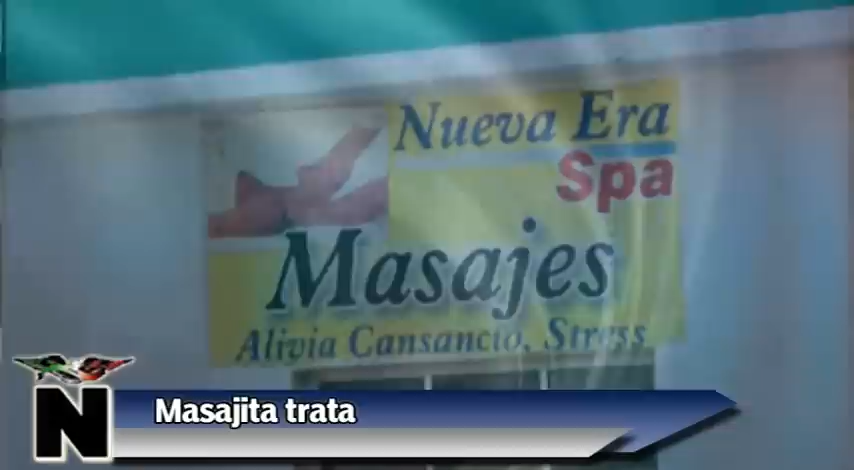 Nueva Era
Spa
Masajes
Alivia Cansancio, Stress
N
Masajita trata